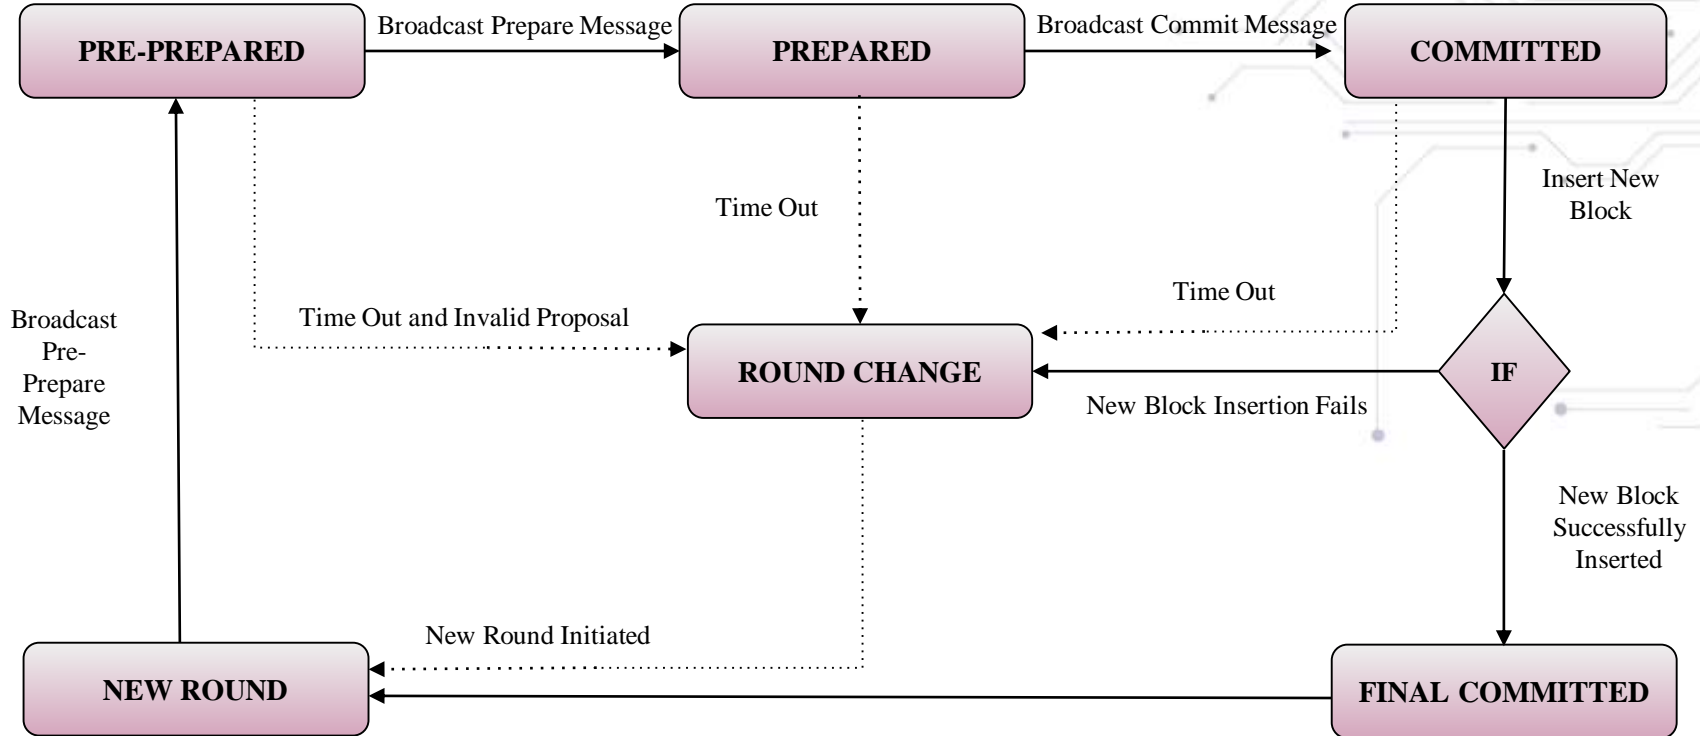 PRE-PREPARED
Broadcast Prepare Message
PREPARED
Broadcast Commit Message
COMMITTED
Insert New
Block
Time Out
Time Out
Time Out and Invalid Proposal
Broadcast
Pre-
Prepare
Message
ROUND CHANGE
IF
New Block Insertion Fails
New Block
Successfully
Inserted
New Round Initiated
NEW ROUND
FINAL COMMITTED